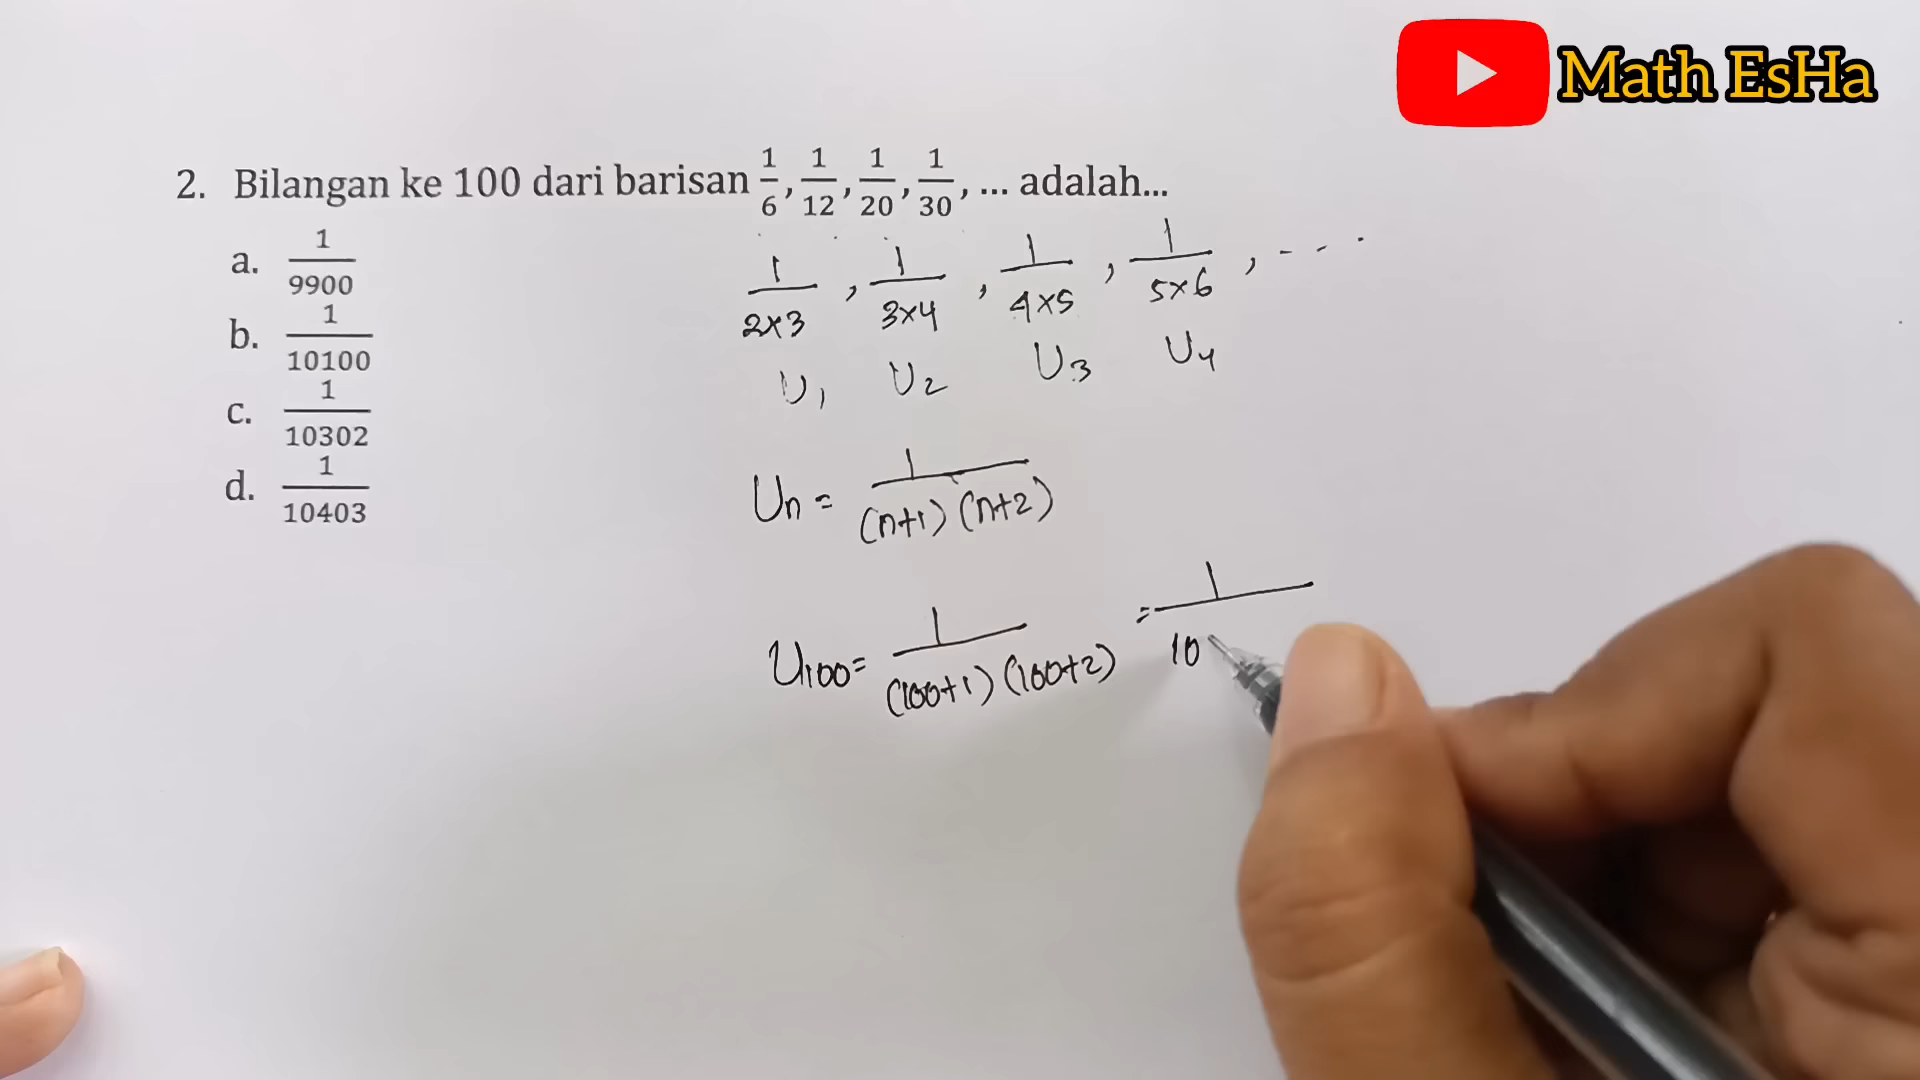 Math EsHa
2. Bilangan ke 100 dari barisan 1/6, 1/12, 1/20, 1/30, ... adalah...
a. 1/9900
b. 1/10100
c. 1/10302
d. 1/10403
1/2×3, 1/3×4, 1/4×5, 1/5×6, ....
U1 U2 U3 U4
Un = 1/(n+1)(n+2)
U100 = 1/(100+1)(100+2) = 1/10